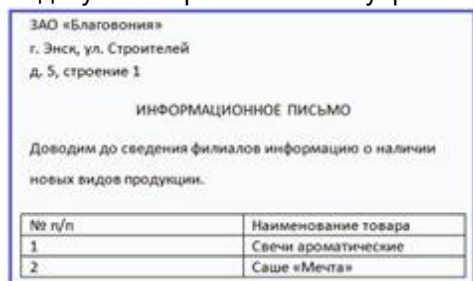 ЗАО «Благовония»
г. Энск, ул. Строителей
д. 5, строение 1
ИНФОРМАЦИОННОЕ ПИСЬМО
Доводим до сведения филиалов информацию о наличии
новых видов продукции.
№ п/п Наименование товара
1 Свечи ароматические
2 Саше «Мечта»